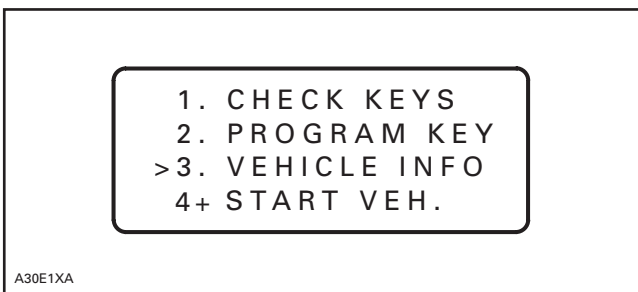 1. CHECK KEYS
2. PROGRAM KEY
>3. VEHICLE INFO
4+ START VEH.
A30E1XA